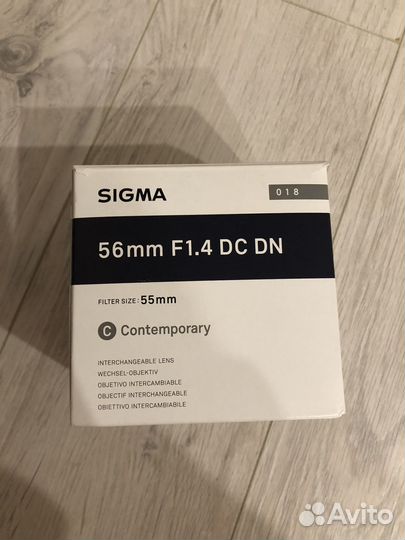 SIGMA
018
56mm F1.4 DC DN
FILTER SIZE: 55mm
C Contemporary
INTERCHANGEABLE LENS
WECHSEL-OBJEKTIV
OBJETIVO INTERCAMBIABLE
OBJECTIF INTERCHANGEABLE
OBIETTIVO INTERCAMBIABILE
Avito